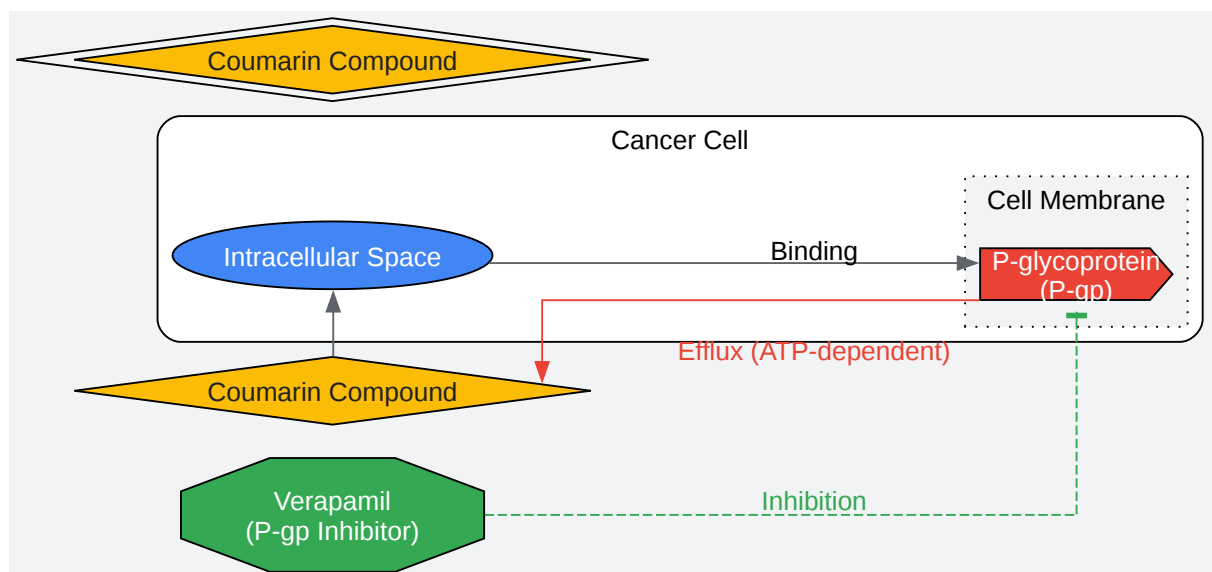 Coumarin Compound
Cancer Cell
Cell Membrane
Intracellular Space
Binding
P-glycoprotein
(P-gp)
Efflux (ATP-dependent)
Coumarin Compound
Verapamil
(P-gp Inhibitor)
Inhibition